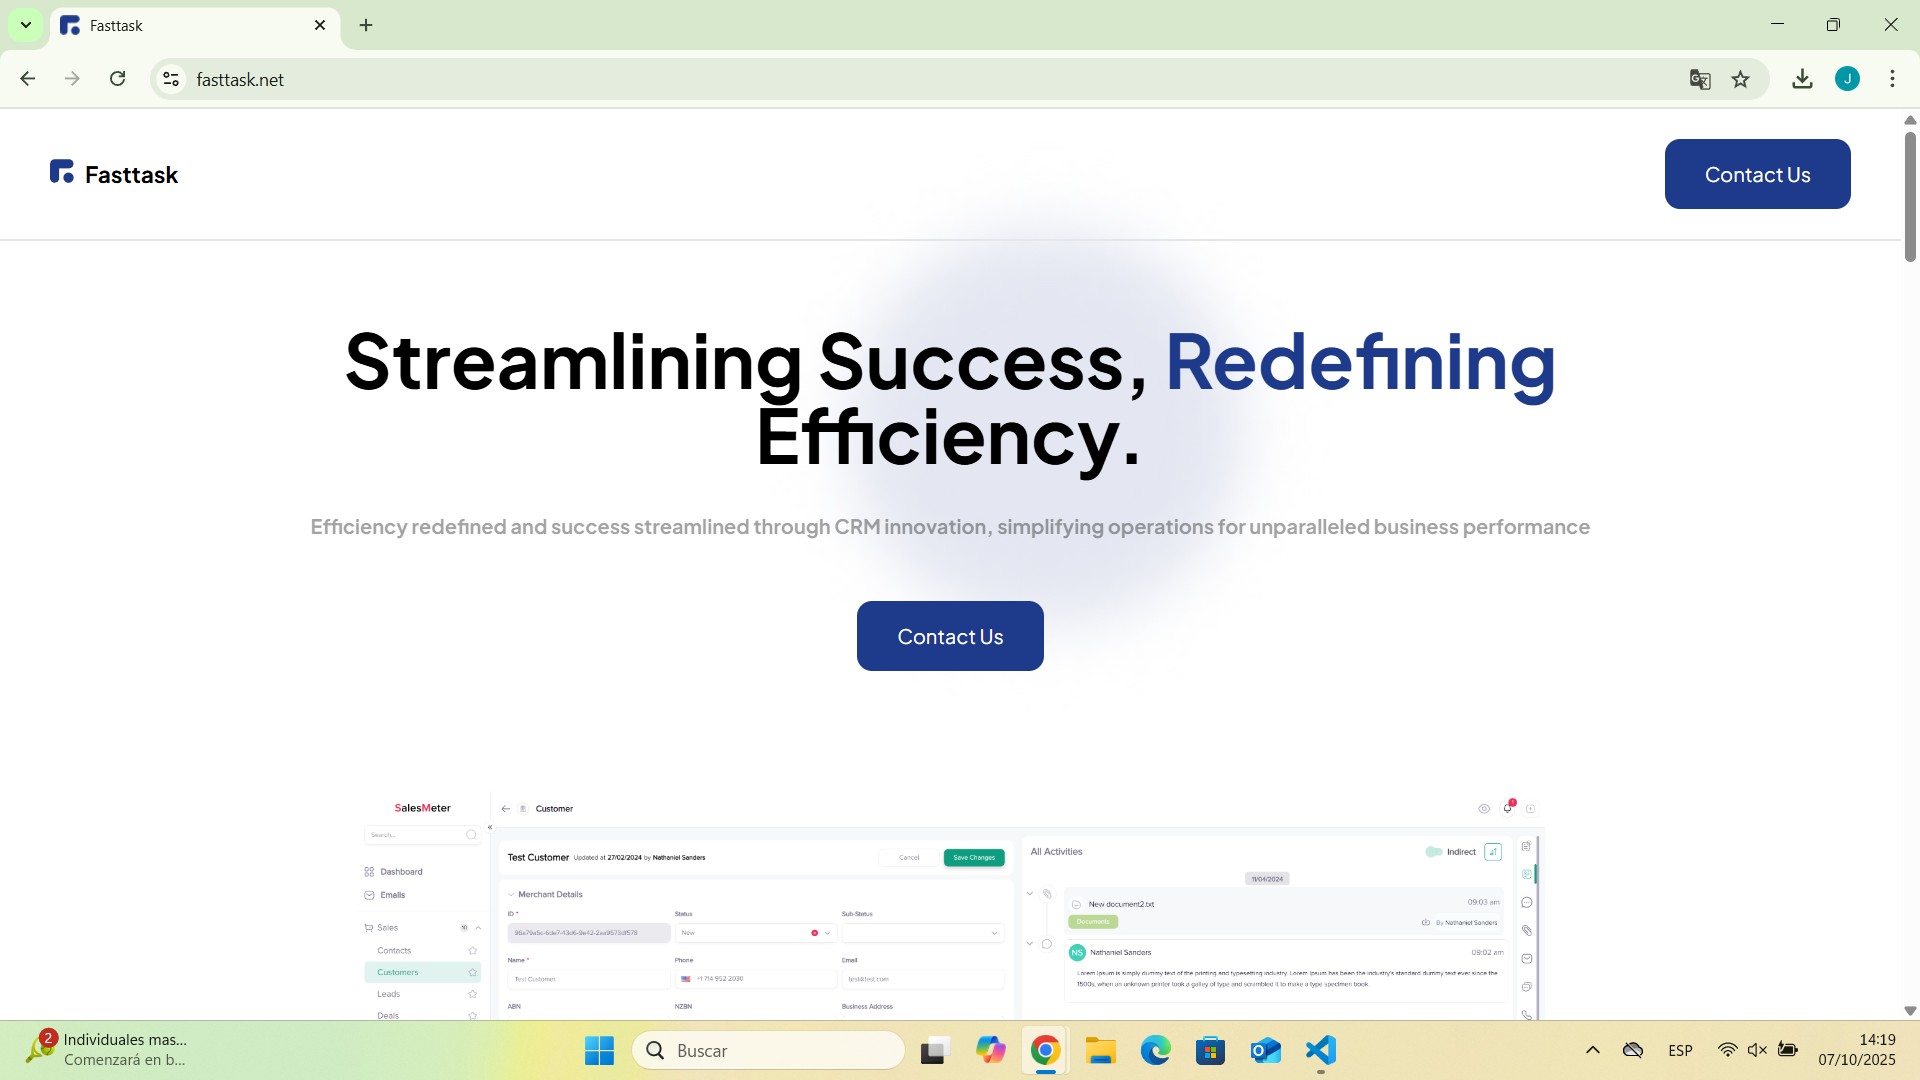 Fasttask
fasttask.net
J
Fasttask
Contact Us
Streamlining Success, Redefining
Efficiency.
Efficiency redefined and success streamlined through CRM innovation, simplifying operations for unparalleled business performance
Contact Us
SalesMeter
Search...
Dashboard
Emails
Sales
Contacts
Customers
Leads
Deals
Customer
Test Customer Updated at 27/02/2024 by Nathaniel Sanders
Cancel
Save Changes
Merchant Details
ID *
Status
Sub-Status
New
Name *
Phone
Email
Test Customer
+1 714 952 2030
test@test.com
ABN
NZBN
Business Address
All Activities
Indirect
11/04/2024
New document2.txt
09:03 am
Documents
By Nathaniel Sanders
NS
Nathaniel Sanders
09:02 am
Lorem Ipsum is simply dummy text of the printing and typesetting industry. Lorem Ipsum has been the industry's standard dummy text ever since the
1500s, when an unknown printer took a galley of type and scrambled it to make a type specimen book.
2
Individuales mas...
Comenzará en b...
Buscar
ESP
14:19
07/10/2025